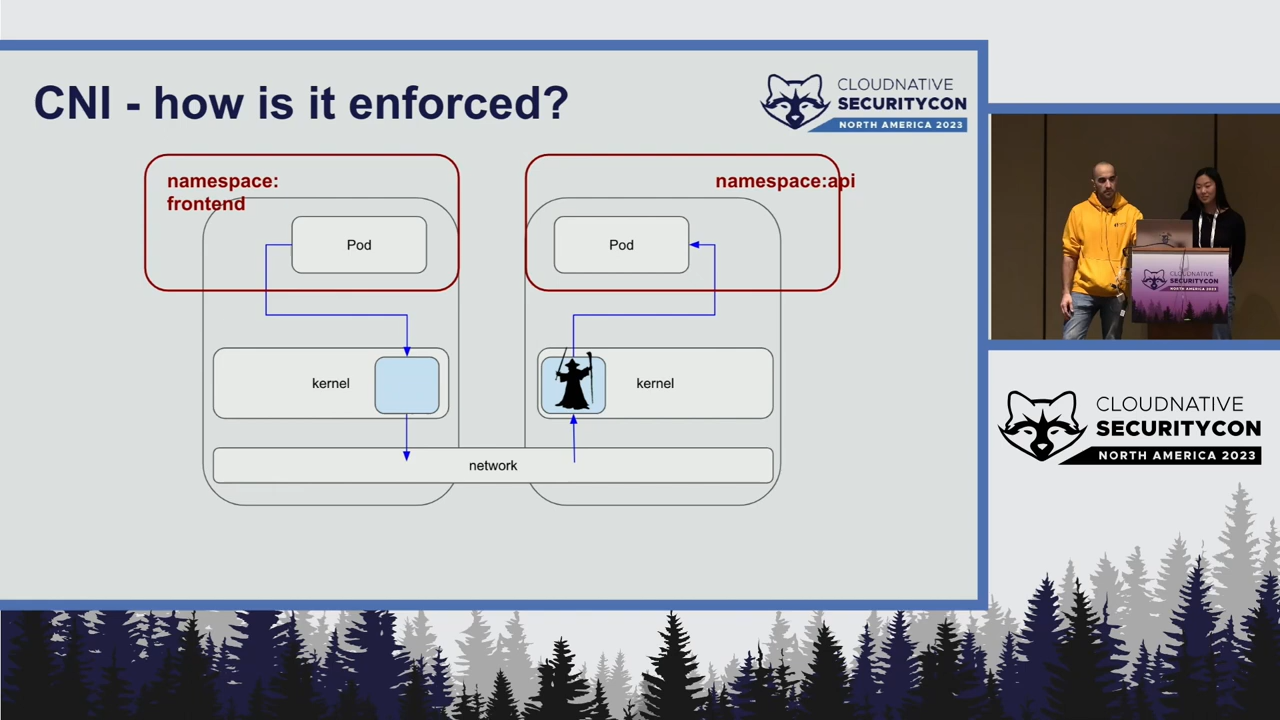 CNI - how is it enforced?
CLOUDNATIVE
SECURITYCON
NORTH AMERICA 2023
namespace:
frontend
namespace:api
Pod
Pod
kernel
kernel
network
CLOUDNATIVE
SECURITYCON
NORTH AMERICA 2023
CLOUDNATIVE
SECURITYCON
NORTH AMERICA 2023